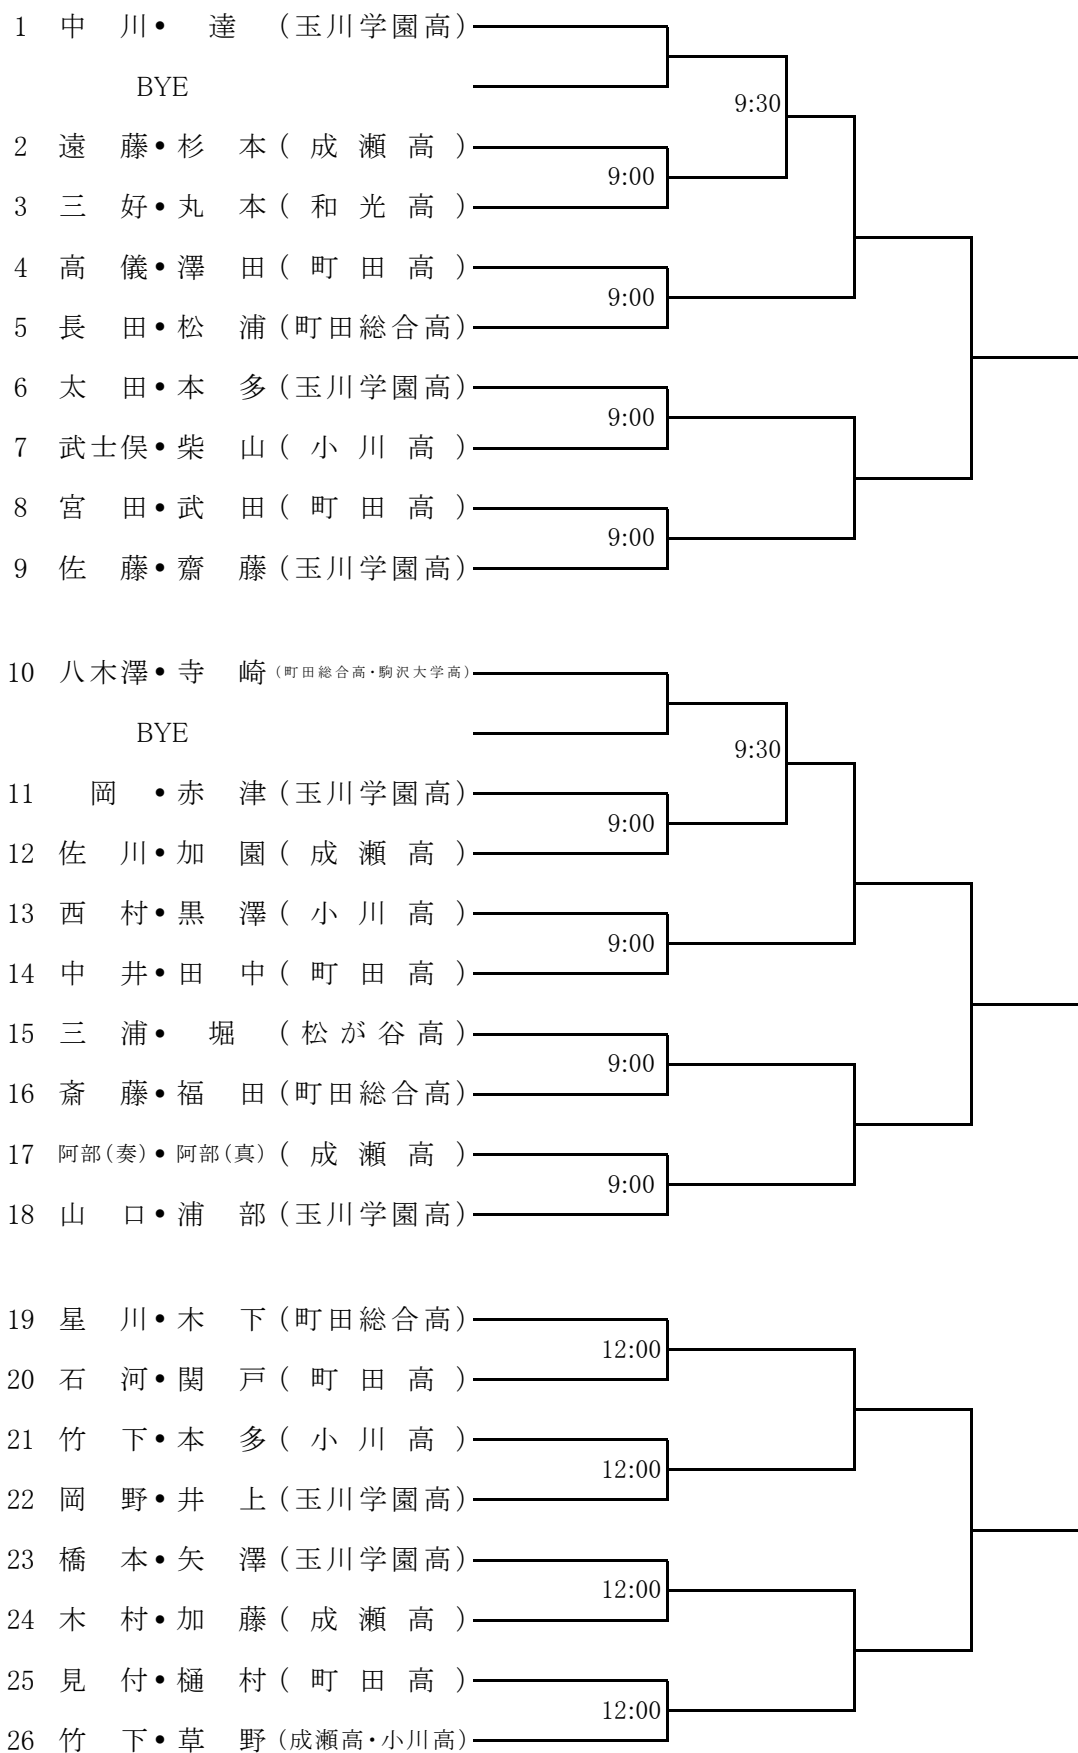 1 中川・達（玉川学園高）
BYE
9:30
2 遠藤・杉本（成瀬高）
9:00
3 三好・丸本（和光高）
4 高儀・澤田（町田高）
9:00
5 長田・松浦（町田総合高）
6 太田・本多（玉川学園高）
9:00
7 武士俣・柴山（小川高）
8 宮田・武田（町田高）
9:00
9 佐藤・齋藤（玉川学園高）
10 八木澤・寺崎（町田総合高・駒沢大学高）
BYE
9:30
11 岡・赤津（玉川学園高）
9:00
12 佐川・加園（成瀬高）
13 西村・黒澤（小川高）
9:00
14 中井・田中（町田高）
15 三浦・堀（松が谷高）
9:00
16 斎藤・福田（町田総合高）
17 阿部（奏）・阿部（真）（成瀬高）
9:00
18 山口・浦部（玉川学園高）
19 星川・木下（町田総合高）
12:00
20 石河・関戸（町田高）
21 竹下・本多（小川高）
12:00
22 岡野・井上（玉川学園高）
23 橋本・矢澤（玉川学園高）
12:00
24 木村・加藤（成瀬高）
25 見付・樋村（町田高）
12:00
26 竹下・草野（成瀬高・小川高）